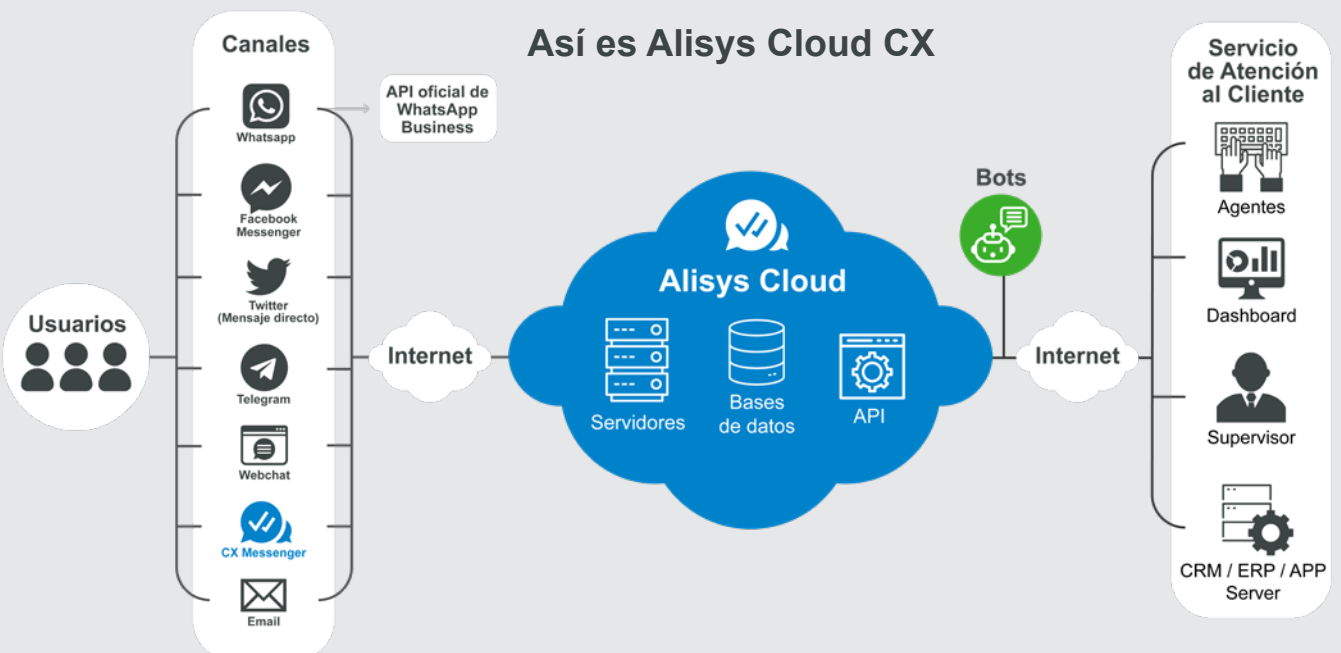 Así es Alisys Cloud CX
Usuarios
Canales
Whatsapp
API oficial de
WhatsApp
Business
Facebook
Messenger
Twitter
(Mensaje directo)
Telegram
Webchat
CX Messenger
Email
Internet
Alisys Cloud
Servidores
Bases
de datos
API
Bots
Internet
Servicio
de Atención
al Cliente
Agentes
Dashboard
Supervisor
CRM / ERP / APP
Server